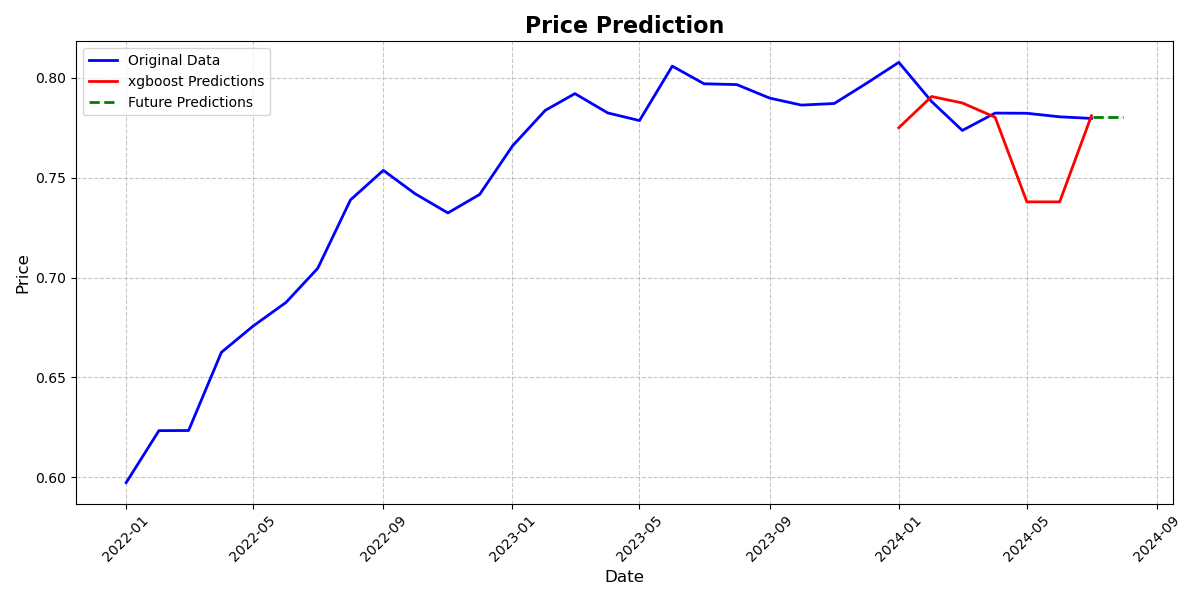 Price Prediction
Original Data
xgboost Predictions
Future Predictions
Price
0.80
0.75
0.70
0.65
0.60
2022-01
2022-05
2022-09
2023-01
2023-05
2023-09
2024-01
2024-05
2024-09
Date